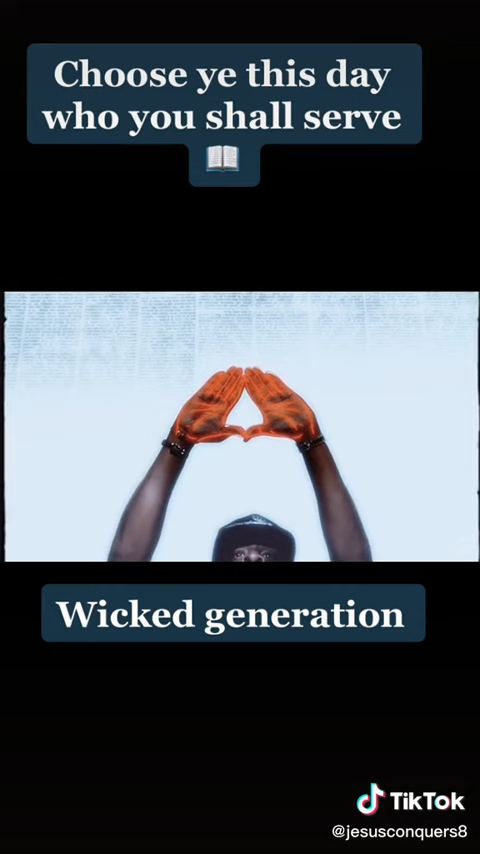 Choose ye this day
who you shall serve
📖
Wicked generation
TikTok
@jesusconquers8